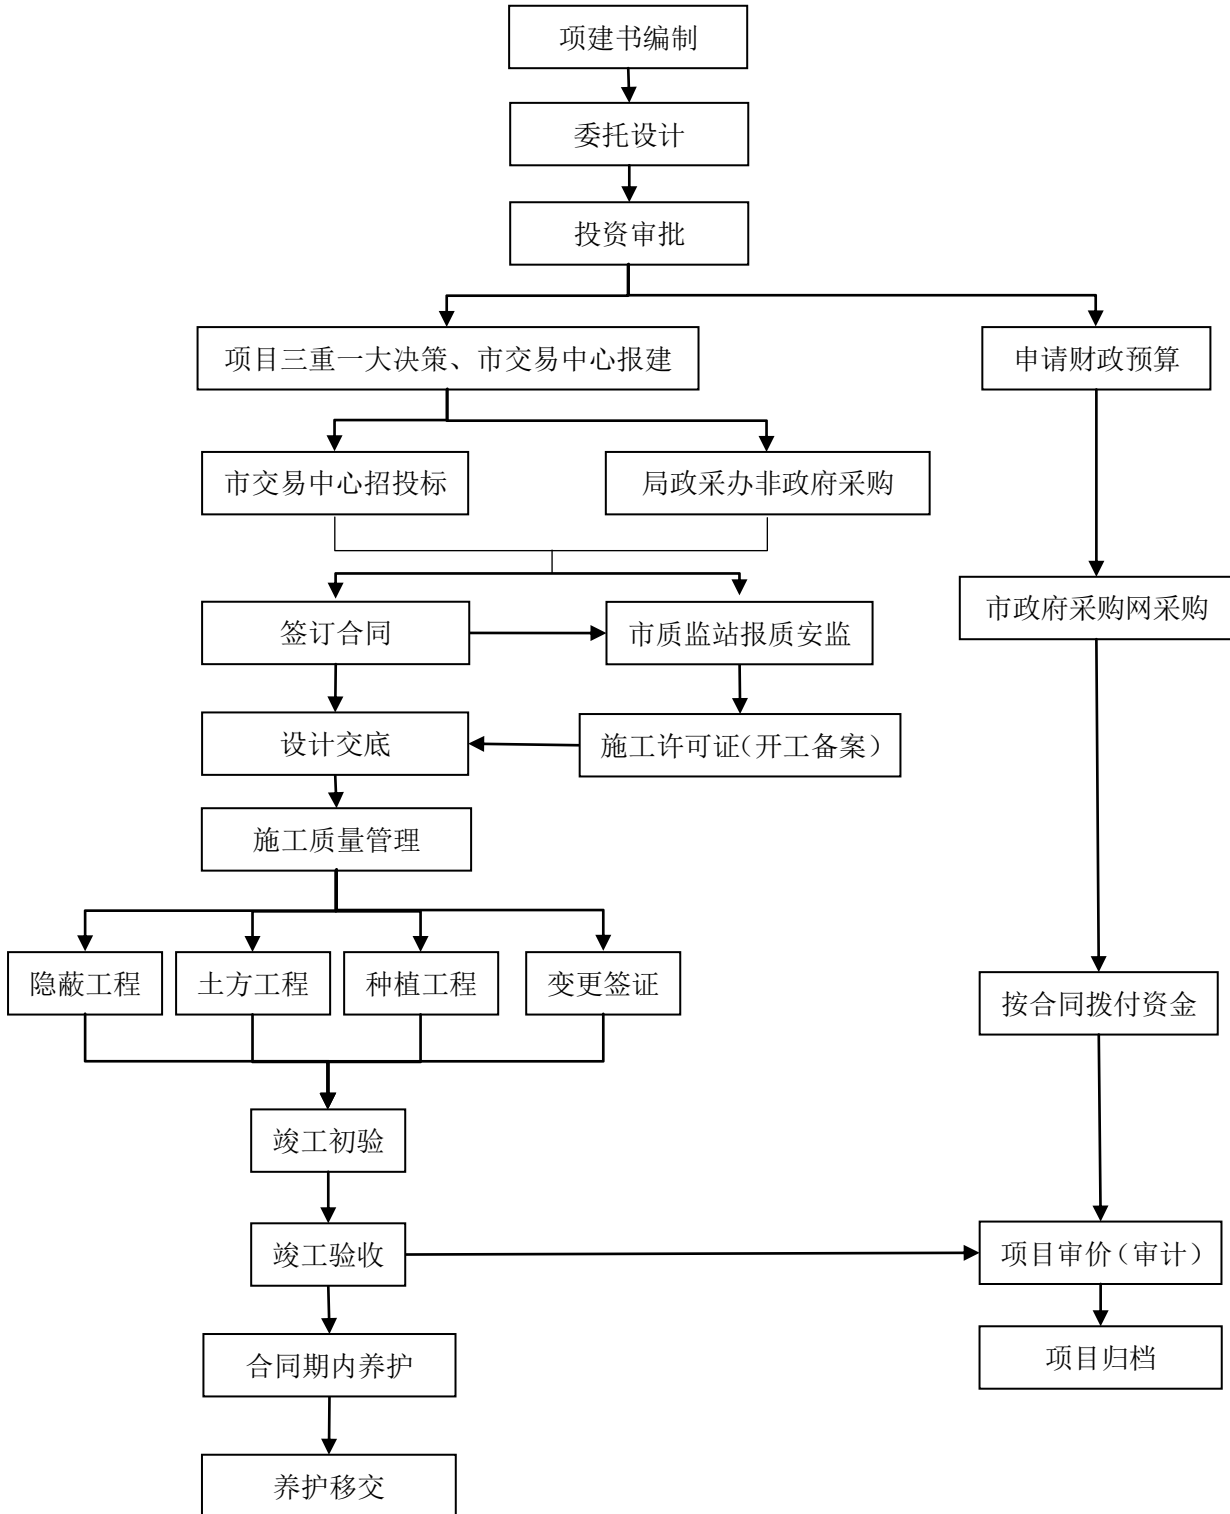 项建书编制
委托设计
投资审批
项目三重一大决策、市交易中心报建
申请财政预算
市交易中心招投标
局政采办非政府采购
市政府采购网采购
签订合同
市质监站报质安监
设计交底
施工许可证（开工备案）
施工质量管理
隐蔽工程
土方工程
种植工程
变更签证
按合同拨付资金
竣工初验
竣工验收
项目审价（审计）
合同期内养护
项目归档
养护移交